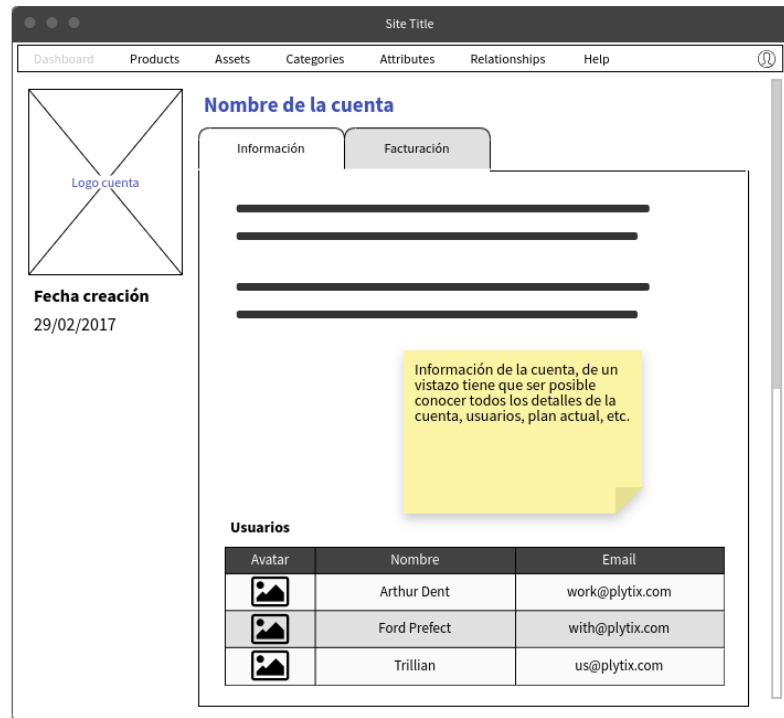 Site Title
Dashboard Products Assets Categories Attributes Relationships Help
Logo cuenta
Fecha creación
29/02/2017
Nombre de la cuenta
Información Facturación
Información de la cuenta, de un
vistazo tiene que ser posible
conocer todos los detalles de la
cuenta, usuarios, plan actual, etc.
Usuarios
Avatar Nombre Email
Arthur Dent work@plytix.com
Ford Prefect with@plytix.com
Trillian us@plytix.com